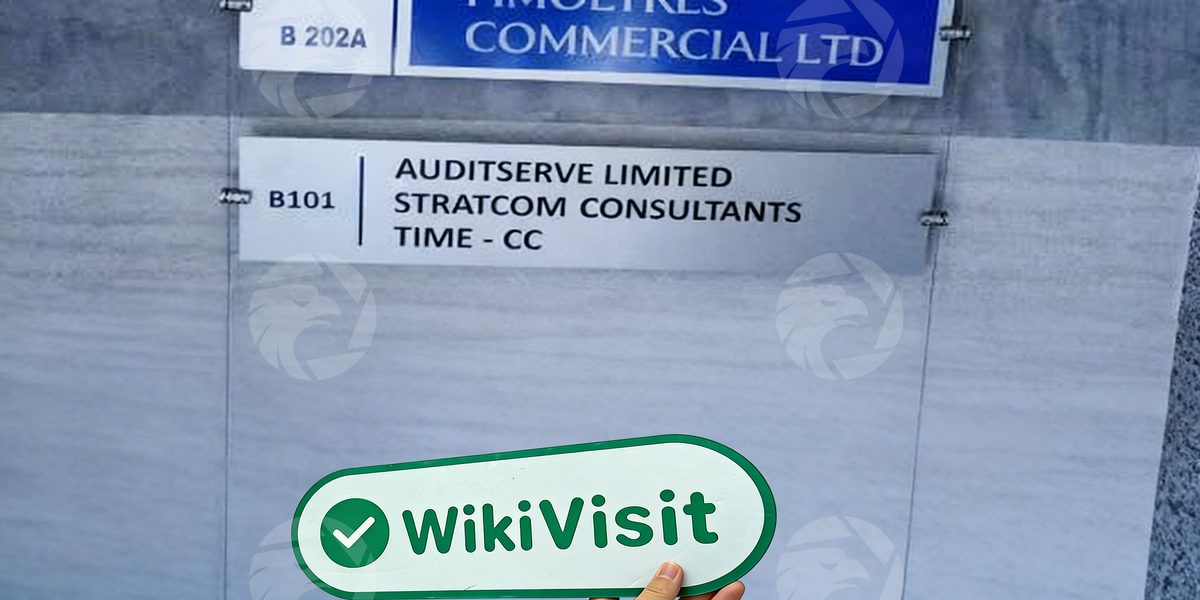 B 202A
COMMERCIAL LTD
B101
AUDITSERVE LIMITED
STRATCOM CONSULTANTS
TIME - CC
WikiVisit